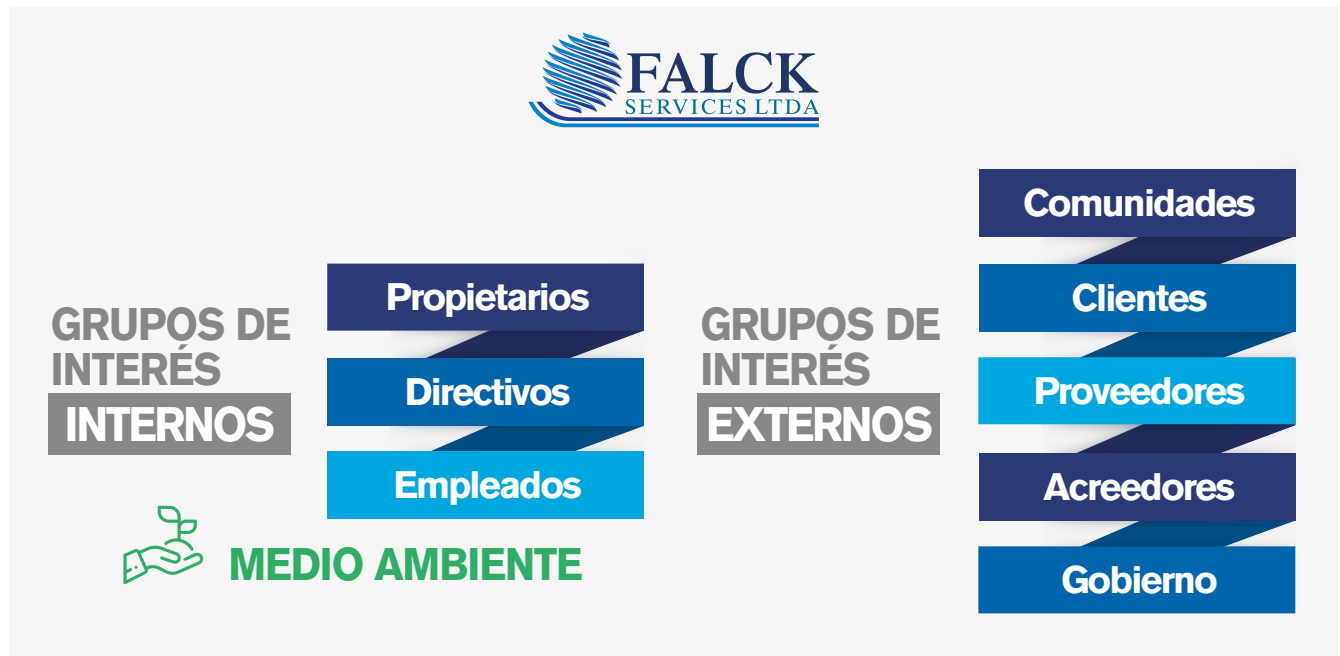 FALCK
SERVICES LTDA
GRUPOS DE
INTERÉS
INTERNOS
Propietarios
Directivos
Empleados
MEDIO AMBIENTE
GRUPOS DE
INTERÉS
EXTERNOS
Comunidades
Clientes
Proveedores
Acreedores
Gobierno